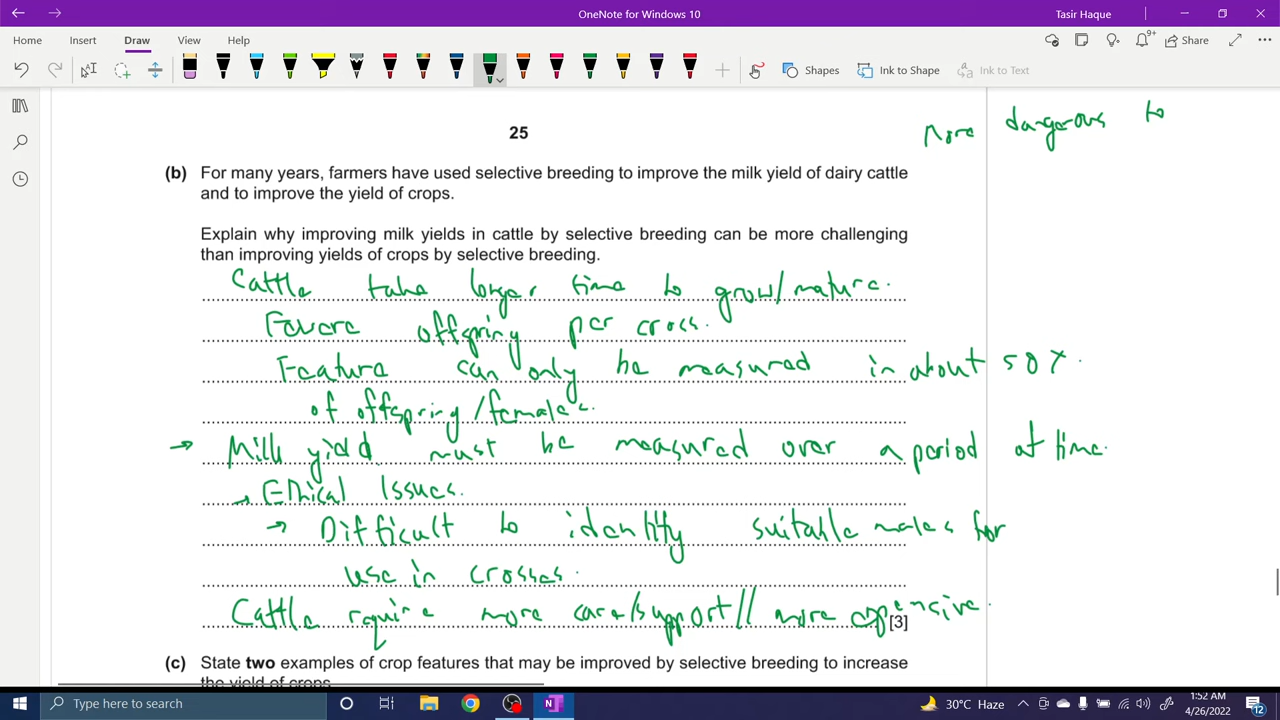 OneNote for Windows 10
Tasir Haque
Home Insert Draw View Help
Share
Shapes
Ink to Shape
Ink to Text
25
more dangerous to
(b) For many years, farmers have used selective breeding to improve the milk yield of dairy cattle
and to improve the yield of crops.
Explain why improving milk yields in cattle by selective breeding can be more challenging
than improving yields of crops by selective breeding.
Cattle take longer time to grow/mature.
Fewere offspring per cross.
Feature can only be measured in about 50%.
of offspring/females.
→ Milk yield must be measured over a period of time.
→ Ethical Issues.
→ Difficult to identify suitable males for
use in crosses.
Cattle require more care/support // more expensive.
[3]
(c) State two examples of crop features that may be improved by selective breeding to increase
the yield of crops.
Type here to search
30°C Haze
1:52 AM
4/26/2022
12